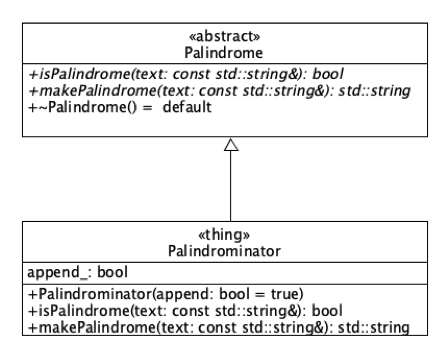 «abstract»
Palindrome
+isPalindrome(text: const std::string&): bool
+makePalindrome(text: const std::string&): std::string
+~Palindrome() =  default
«thing»
Palindrominator
append_: bool
+Palindrominator(append: bool = true)
+isPalindrome(text: const std::string&): bool
+makePalindrome(text: const std::string&): std::string